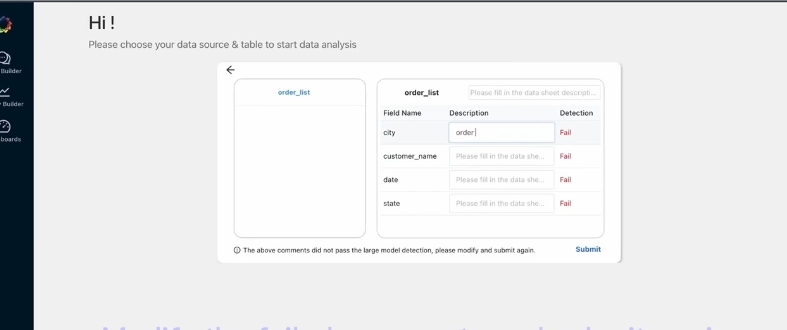 Hi !
Please choose your data source & table to start data analysis
Builder
Builder
boards
order_list
order_list Please fill in the data sheet descripti...
Field Name Description Detection
city order Fail
customer_name Please fill in the data she... Fail
date Please fill in the data she... Fail
state Please fill in the data she... Fail
The above comments did not pass the large model detection, please modify and submit again. Submit